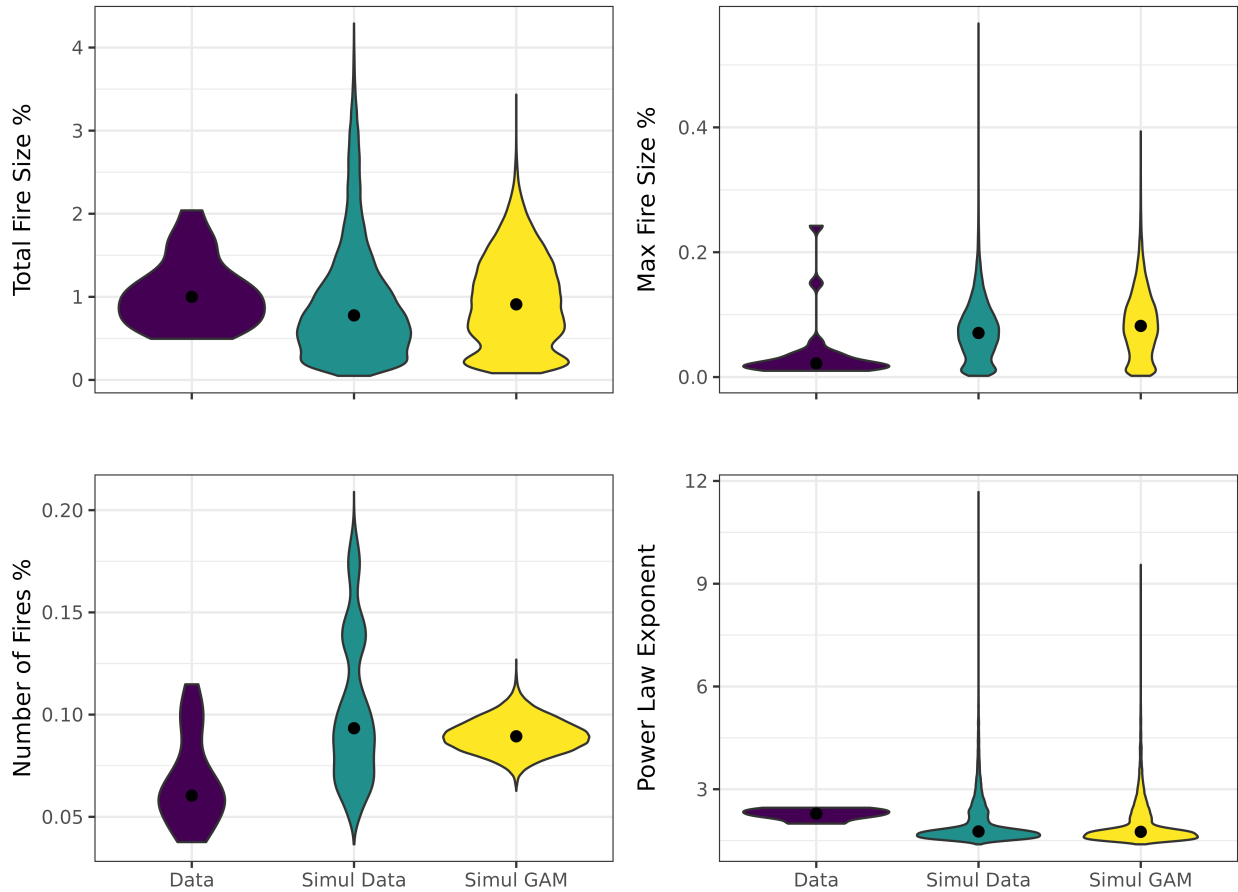 Total Fire Size %
4
3
2
1
0
Max Fire Size %
0.4
0.2
0.0
Number of Fires %
0.20
0.15
0.10
0.05
Data
Simul Data
Simul GAM
Power Law Exponent
12
9
6
3
Data
Simul Data
Simul GAM